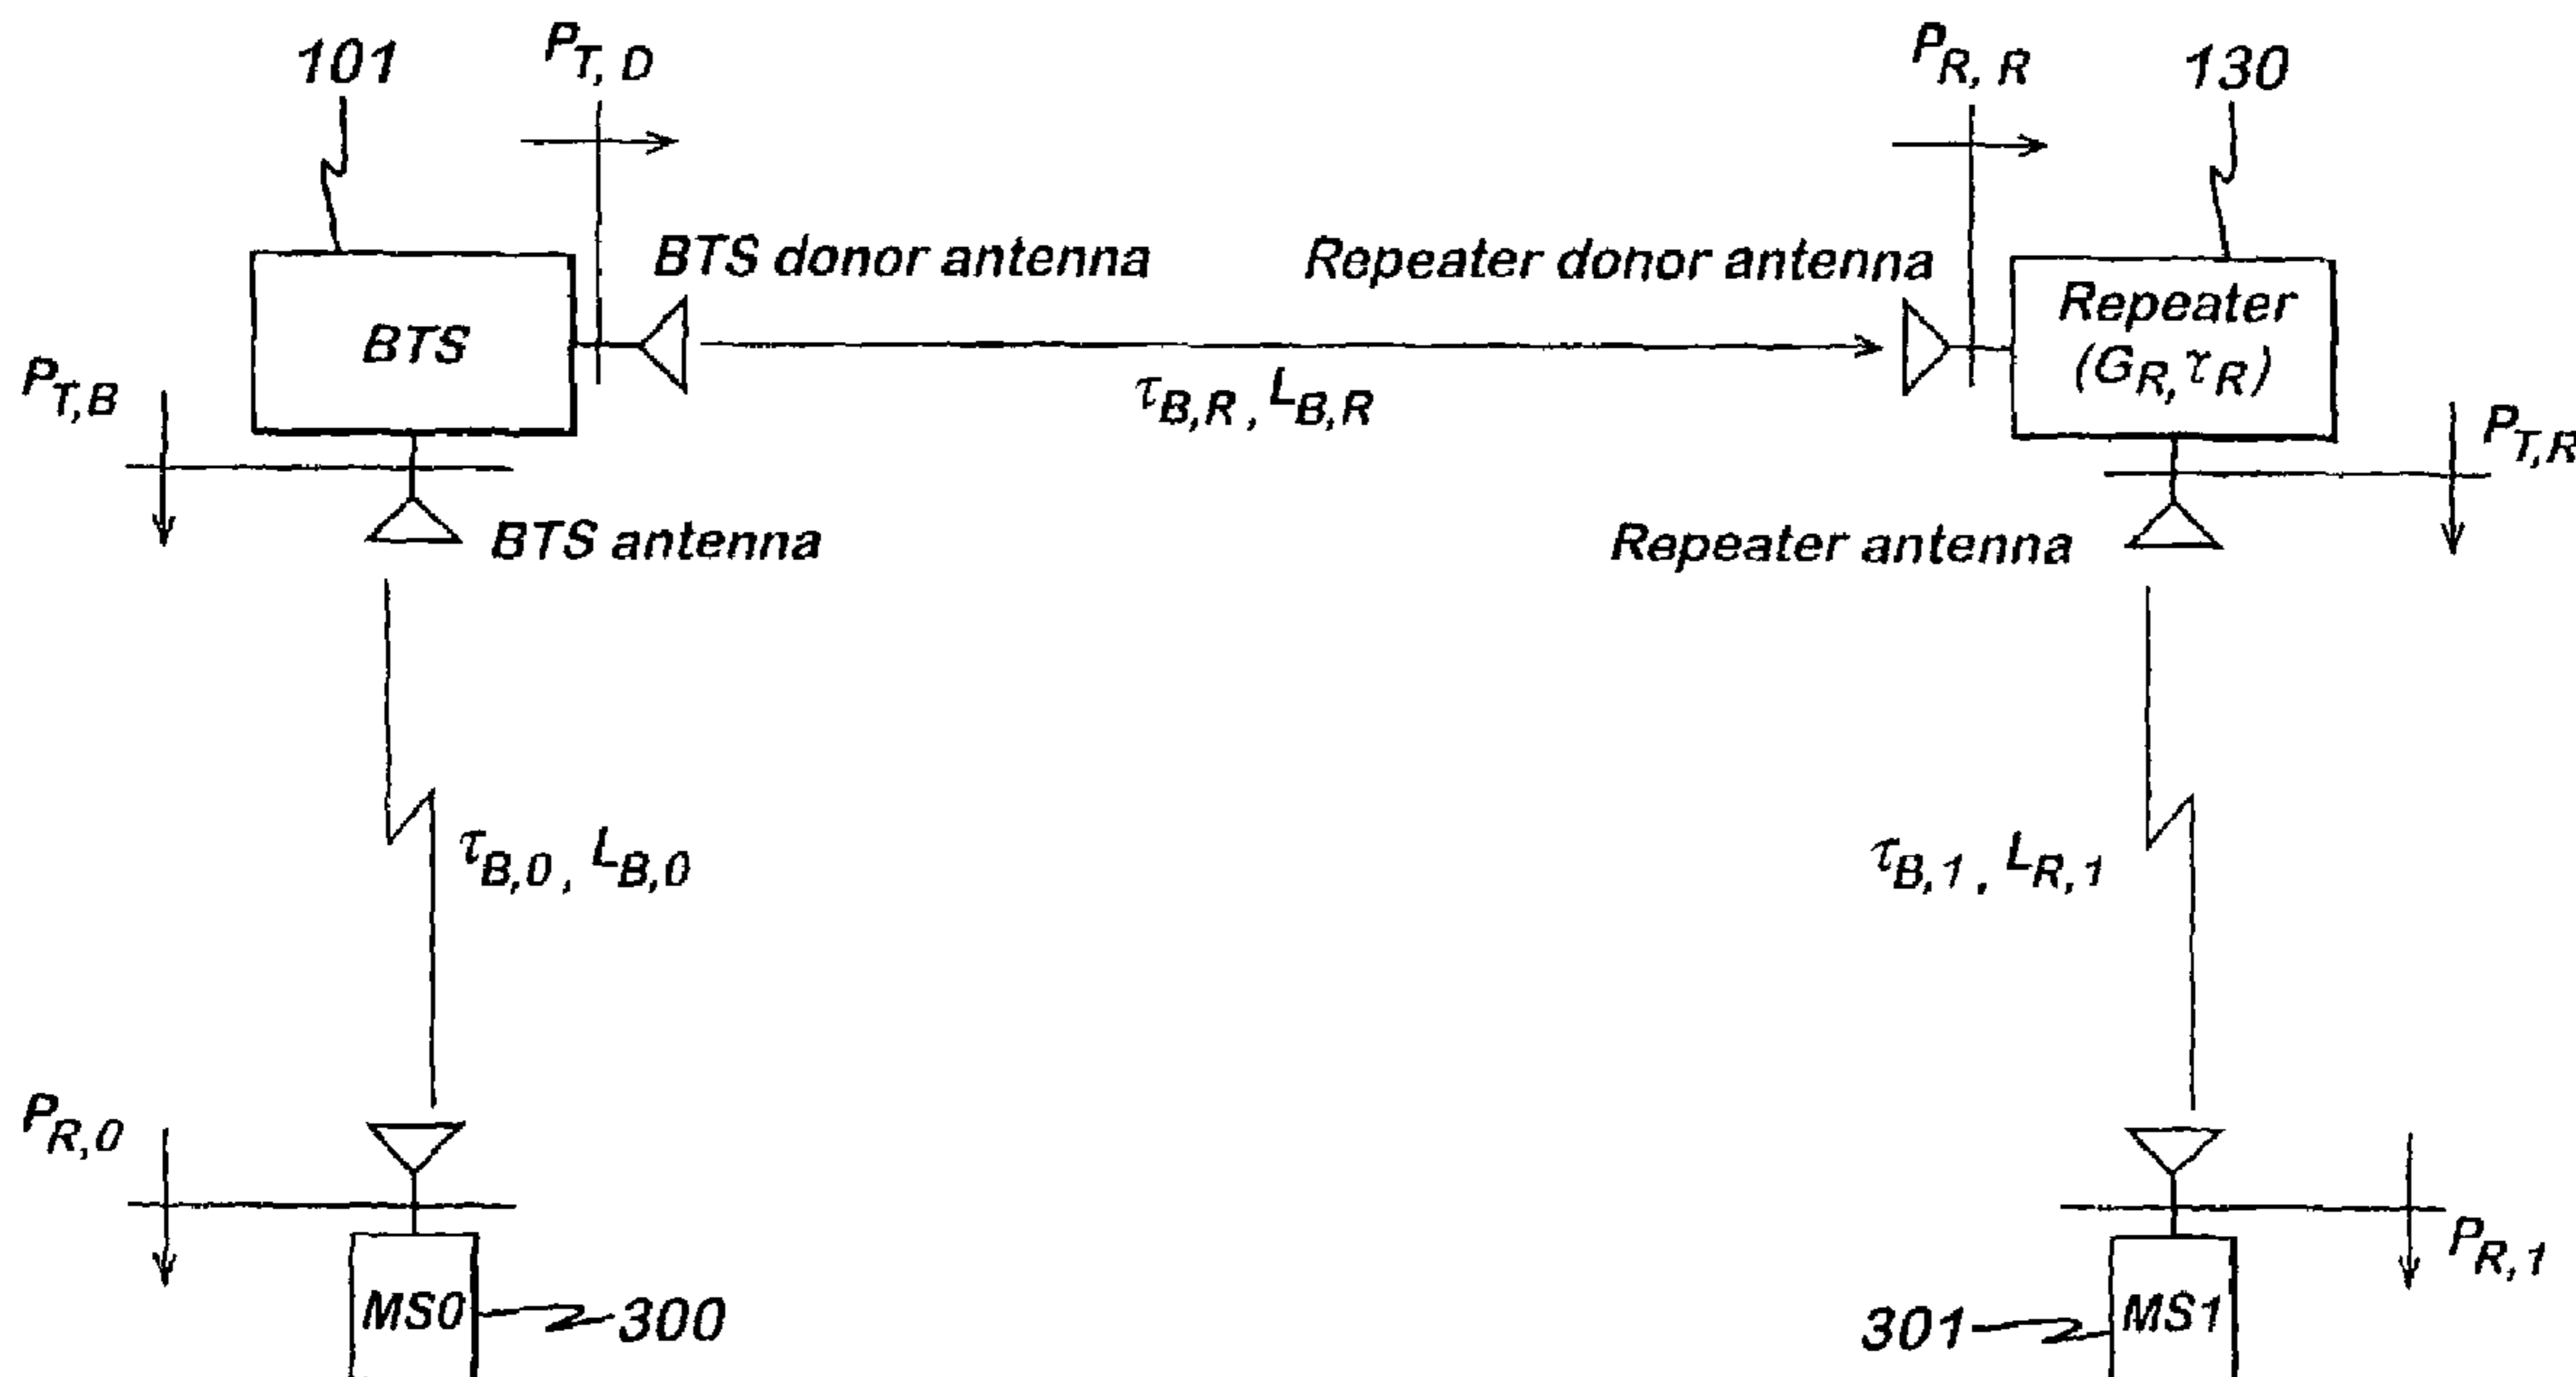 101
P_{T, D}
P_{R, R}
130
BTS donor antenna
Repeater donor antenna
BTS
Repeater
(G_R, τ_R)
P_{T,B}
τ_{B,R}, L_{B,R}
P_{T,R}
BTS antenna
Repeater antenna
τ_{B,0}, L_{B,0}
τ_{B,1}, L_{R,1}
P_{R,0}
P_{R,1}
MS0
300
301
MS1